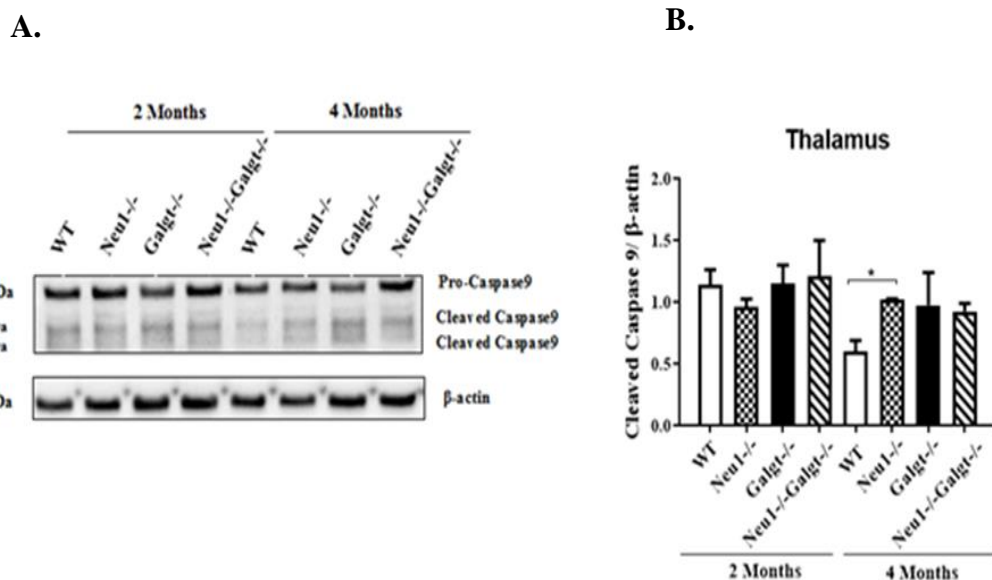 A.
2 Months 4 Months
WT Neu1-/- Galgt-/- Neu1-/-Galgt-/- WT Neu1-/- Galgt-/- Neu1-/-Galgt-/-
Pro-Caspase9
Cleaved Caspase9
Cleaved Caspase9
β-actin
B.
Thalamus
Cleaved Caspase 9/ β-actin
2.0
1.5
1.0
0.5
0.0
*
WT Neu1-/- Galgt-/- Neu1-/-Galgt-/- WT Neu1-/- Galgt-/- Neu1-/-Galgt-/-
2 Months 4 Months